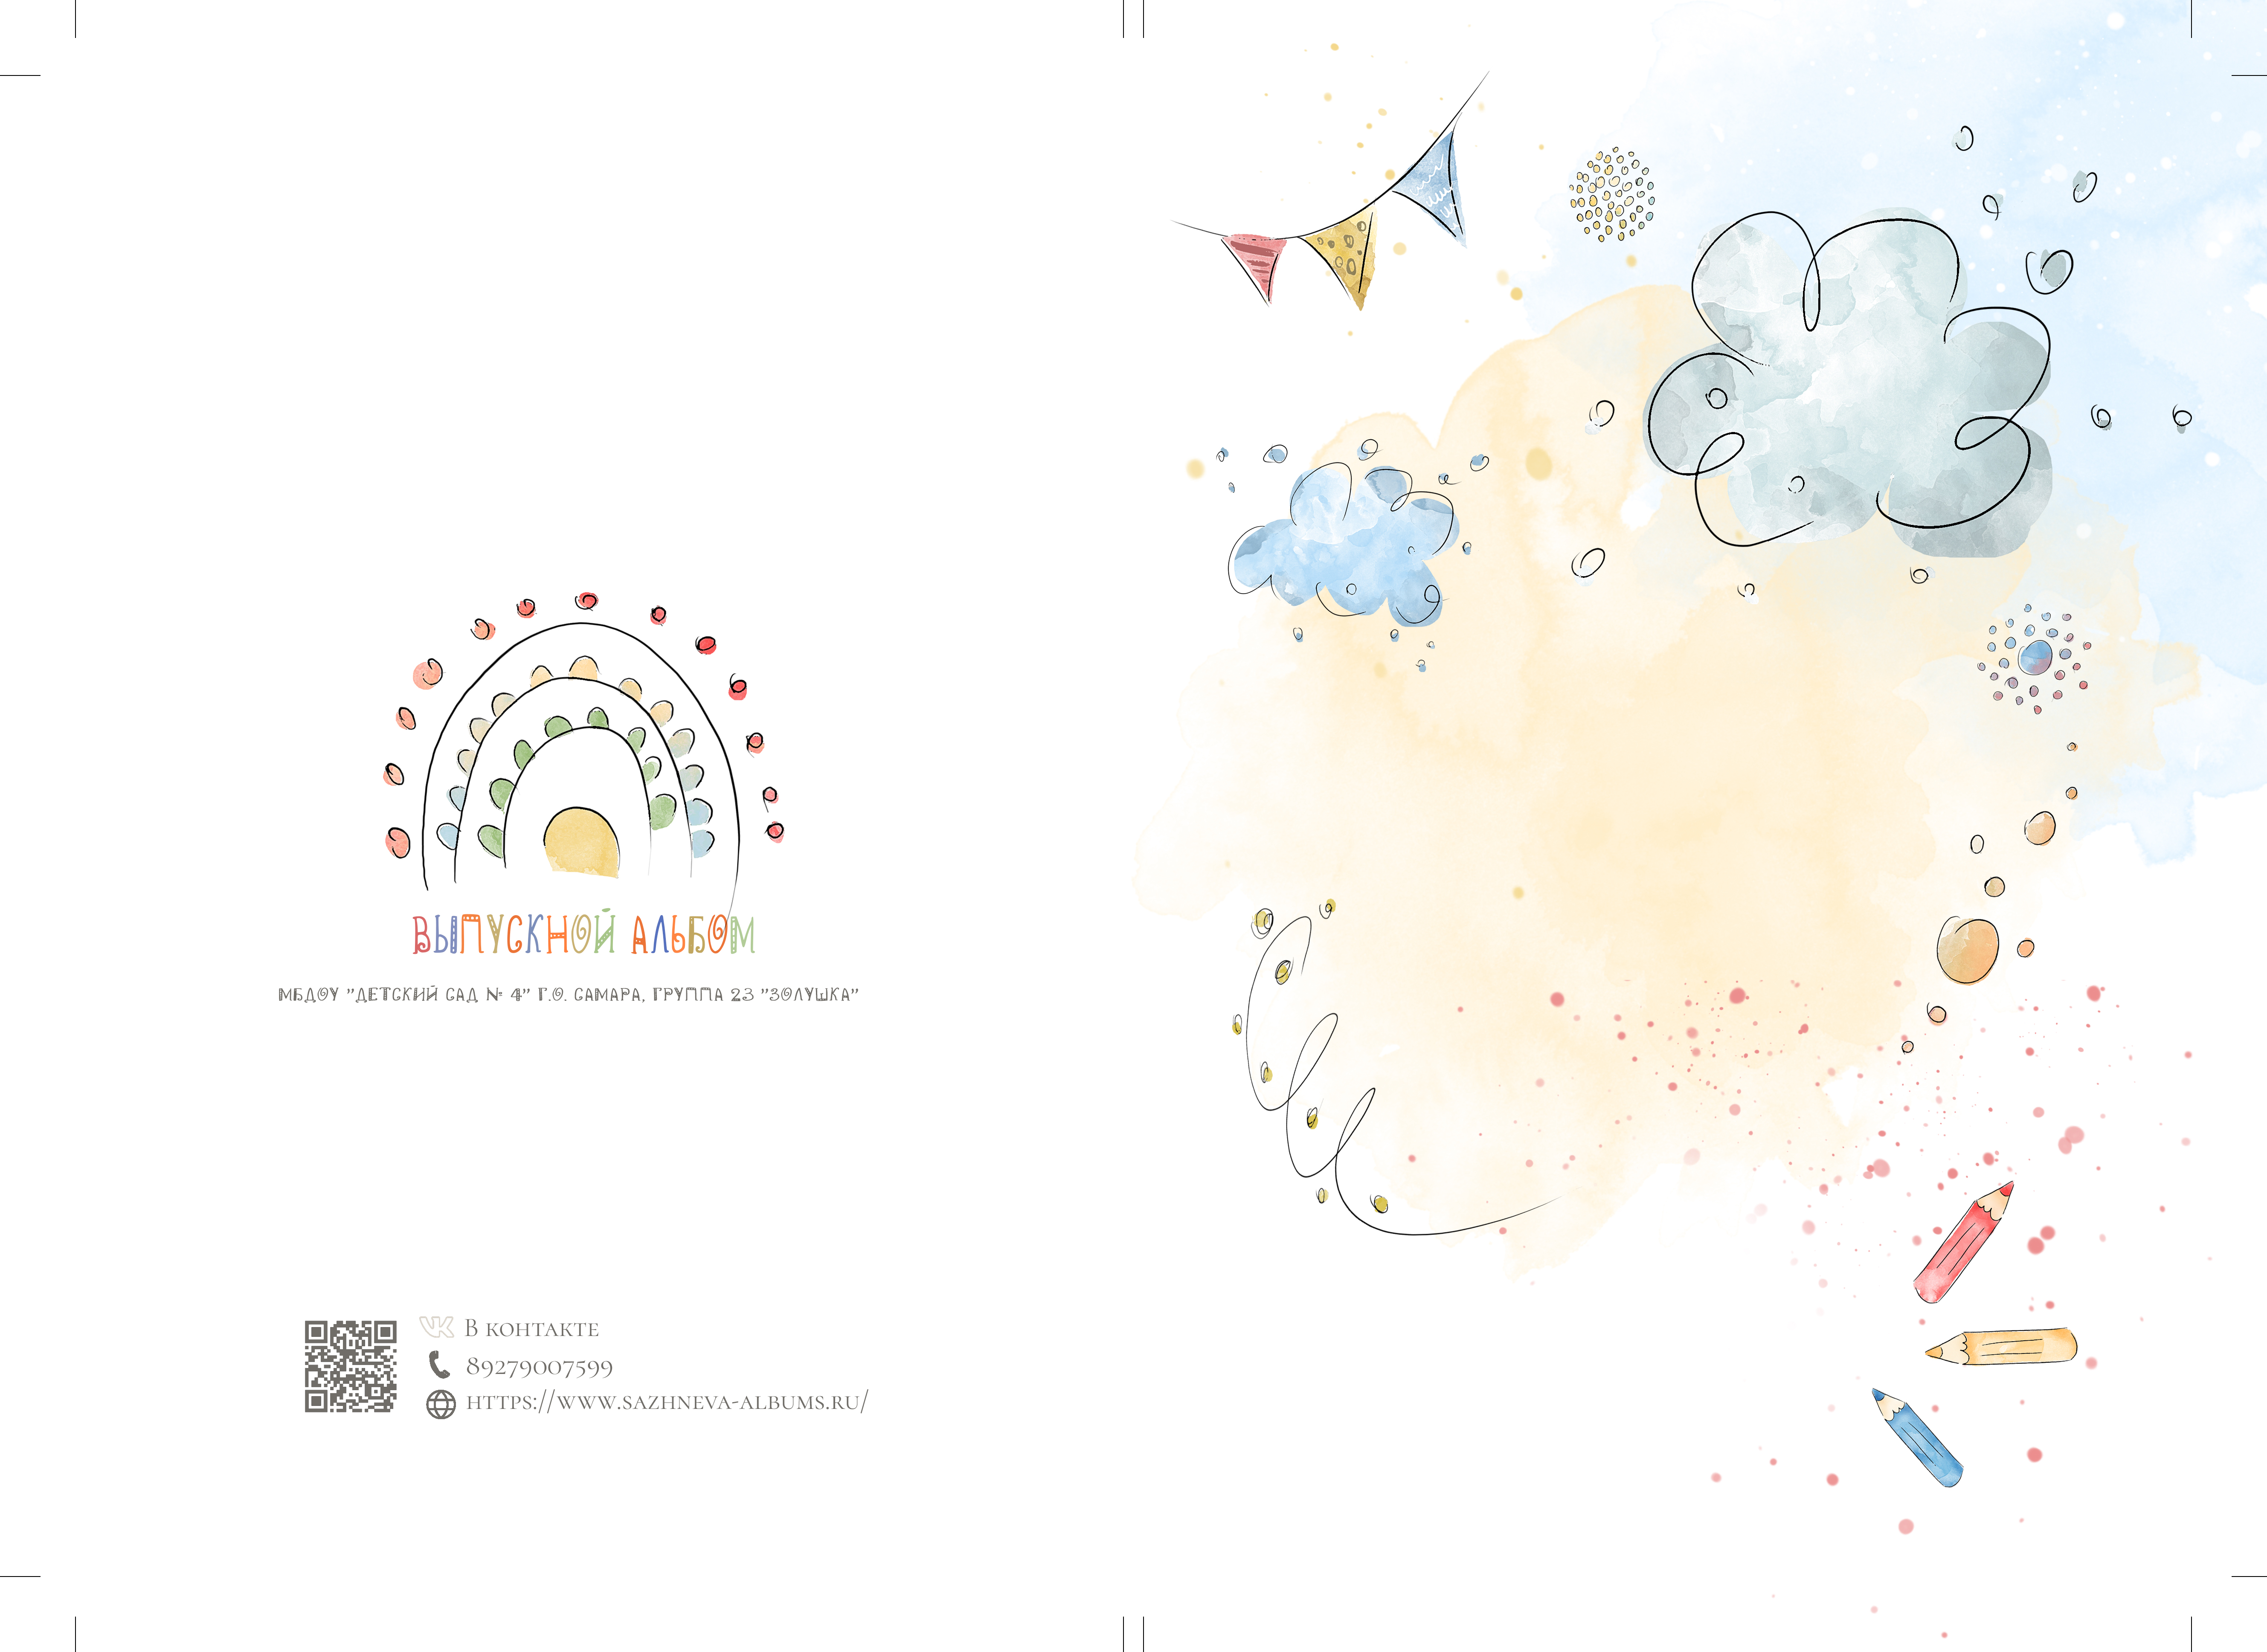 ВЫПУСКНОЙ АЛЬБОМ
МБДОУ "ДЕТСКИЙ САД № 4" Г.О. САМАРА, ГРУППА 23 "ЗОЛУШКА"
В КОНТАКТЕ
89279007599
HTTPS://WWW.SAZHNEVA-ALBUMS.RU/